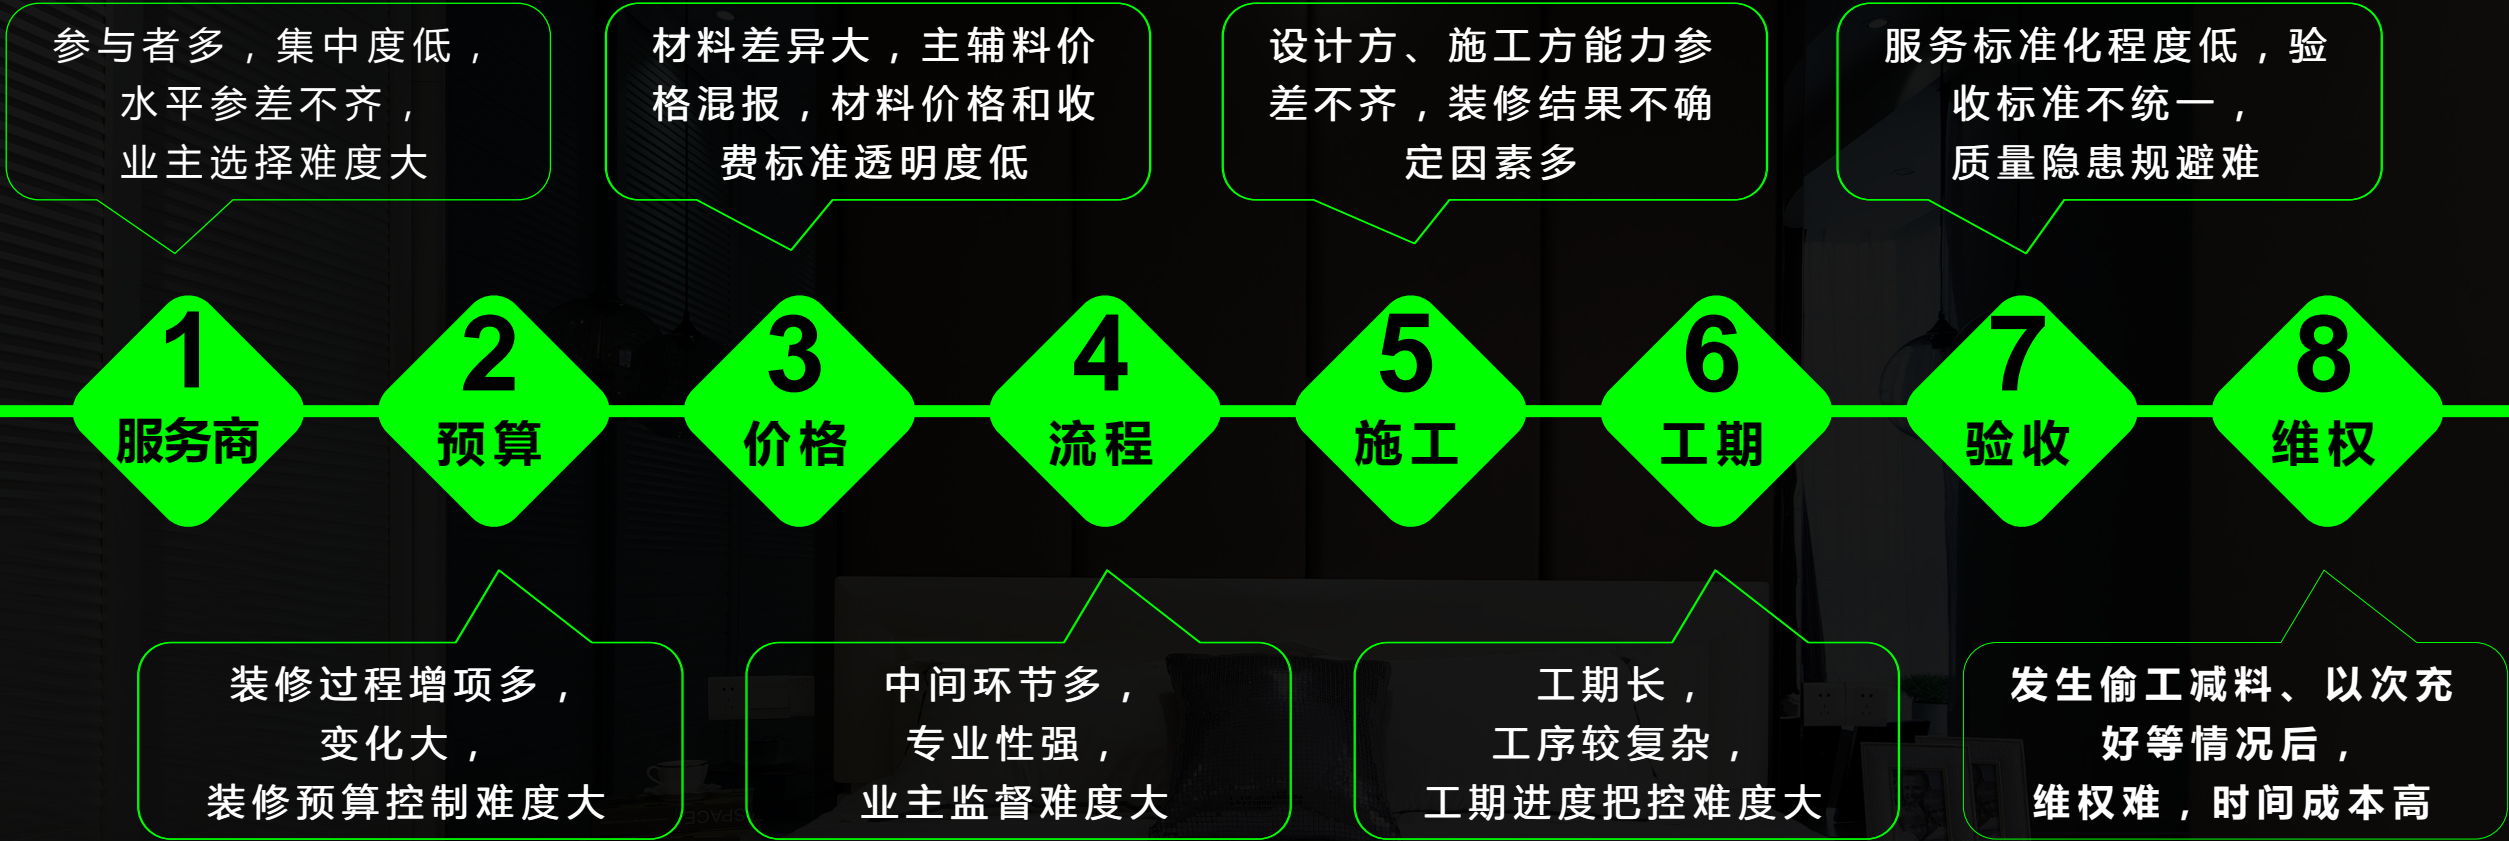 参与者多，集中度低，
水平参差不齐，
业主选择难度大
材料差异大，主辅料价
格混报，材料价格和收
费标准透明度低
设计方、施工方能力参
差不齐，装修结果不确
定因素多
服务标准化程度低，验
收标准不统一，
质量隐患规避难
1
服务商
2
预算
3
价格
4
流程
5
施工
6
工期
7
验收
8
维权
装修过程增项多，
变化大，
装修预算控制难度大
中间环节多，
专业性强，
业主监督难度大
工期长，
工序较复杂，
工期进度把控难度大
发生偷工减料、以次充
好等情况后，
维权难，时间成本高